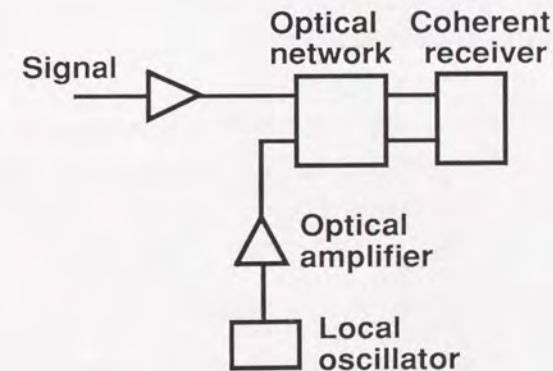 Optical
network
Coherent
receiver
Signal
Optical
amplifier
Local
oscillator